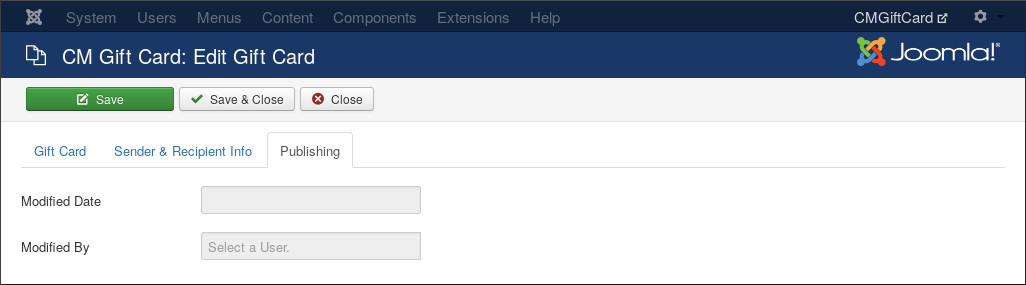 System Users Menus Content Components Extensions Help CMGiftCard
CM Gift Card: Edit Gift Card Joomla!®
Save Save & Close Close
Gift Card Sender & Recipient Info Publishing
Modified Date
Modified By Select a User.